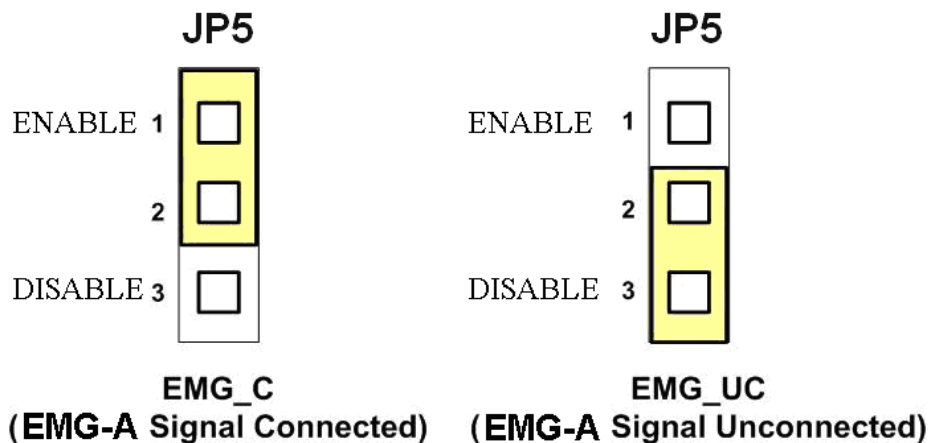 JP5
ENABLE 1
2
DISABLE 3
EMG_C
(EMG-A Signal Connected)
JP5
ENABLE 1
2
DISABLE 3
EMG_UC
(EMG-A Signal Unconnected)